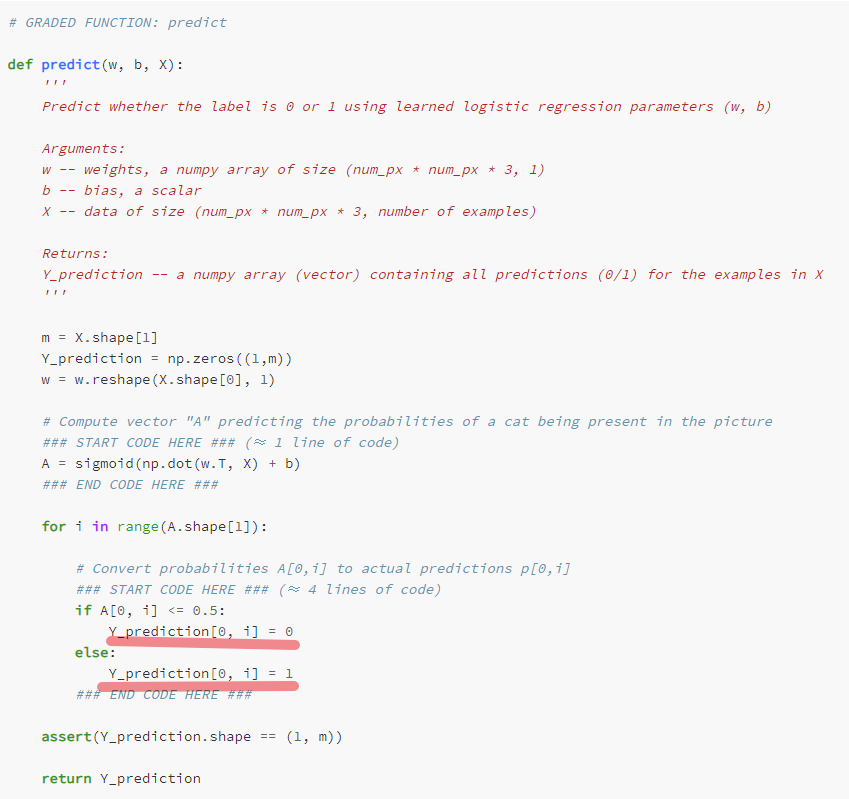 # GRADED FUNCTION: predict
def predict(w, b, X):
'''
Predict whether the label is 0 or 1 using learned logistic regression parameters (w, b)
Arguments:
w -- weights, a numpy array of size (num_px * num_px * 3, 1)
b -- bias, a scalar
X -- data of size (num_px * num_px * 3, number of examples)
Returns:
Y_prediction -- a numpy array (vector) containing all predictions (0/1) for the examples in X
'''
m = X.shape[1]
Y_prediction = np.zeros((1,m))
w = w.reshape(X.shape[0], 1)
# Compute vector "A" predicting the probabilities of a cat being present in the picture
### START CODE HERE ### (≈ 1 line of code)
A = sigmoid(np.dot(w.T, X) + b)
### END CODE HERE ###
for i in range(A.shape[1]):
# Convert probabilities A[0,i] to actual predictions p[0,i]
### START CODE HERE ### (≈ 4 lines of code)
if A[0, i] <= 0.5:
Y_prediction[0, i] = 0
else:
Y_prediction[0, i] = 1
### END CODE HERE ###
assert(Y_prediction.shape == (1, m))
return Y_prediction